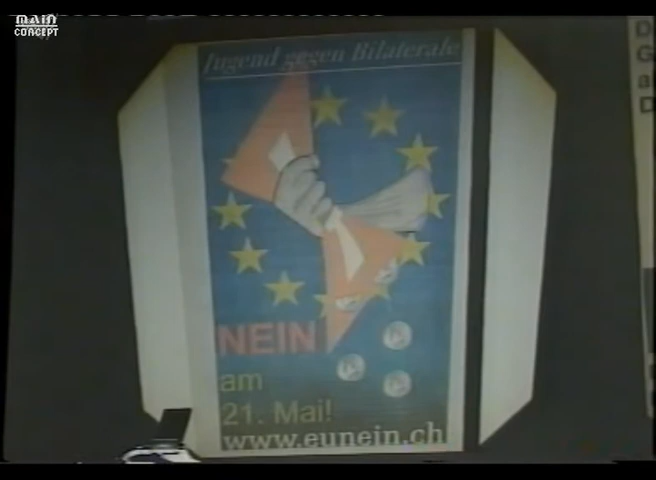 MAIN
CONCEPT
Jugend gegen Bilaterale
NEIN
am
21. Mai!
www.eunein.ch